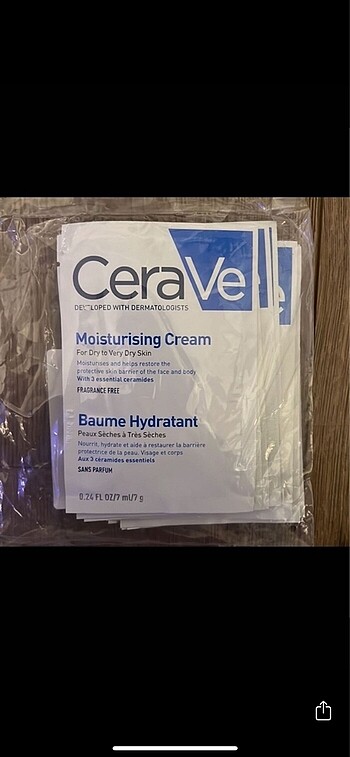 CeraVe
DEVELOPED WITH DERMATOLOGISTS
Moisturising Cream
For Dry to Very Dry Skin
Moisturises and helps restore the
protective skin barrier of the face and body
With 3 essential ceramides
FRAGRANCE FREE
Baume Hydratant
Peaux Sèches à Très Sèches
Nourrit, hydrate et aide à restaurer la barrière
protectrice de la peau. Visage et corps
Aux 3 céramides essentiels
SANS PARFUM
0.24 FL OZ/7 ml/7 g
e